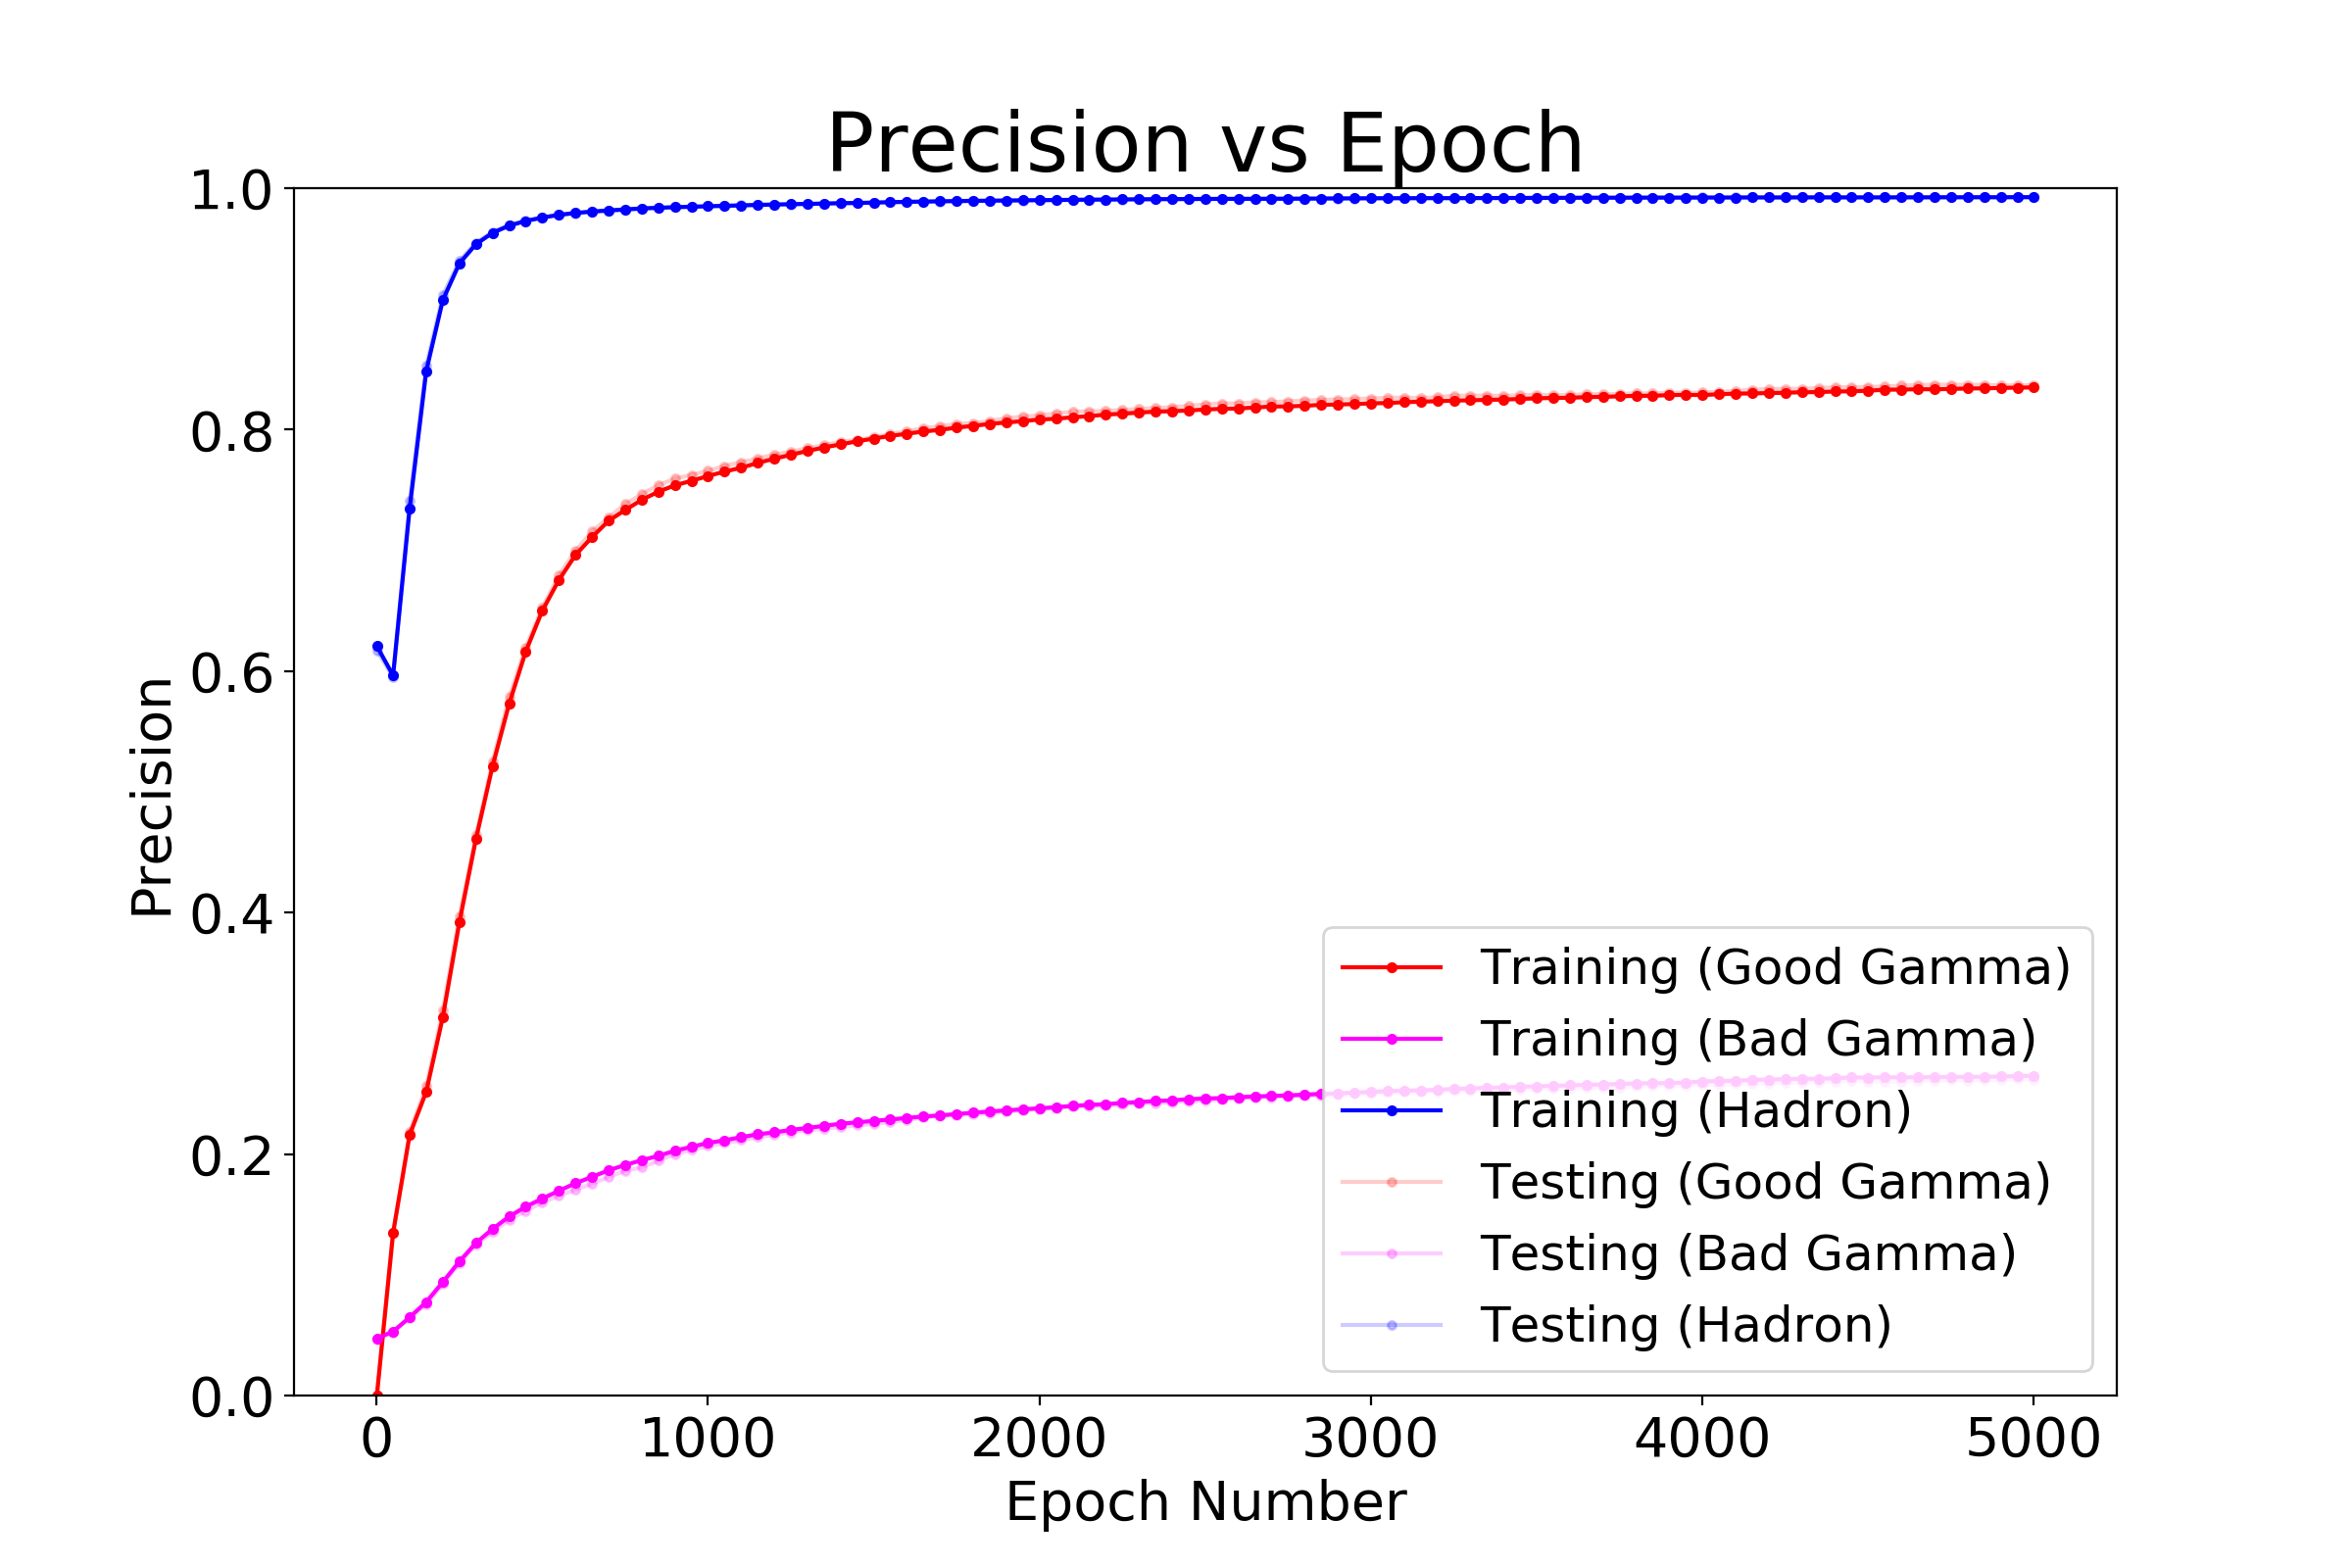 Precision vs Epoch
1.0
0.8
0.6
0.4
0.2
0.0
Precision
Training (Good Gamma)
Training (Bad Gamma)
Training (Hadron)
Testing (Good Gamma)
Testing (Bad Gamma)
Testing (Hadron)
0 1000 2000 3000 4000 5000
Epoch Number